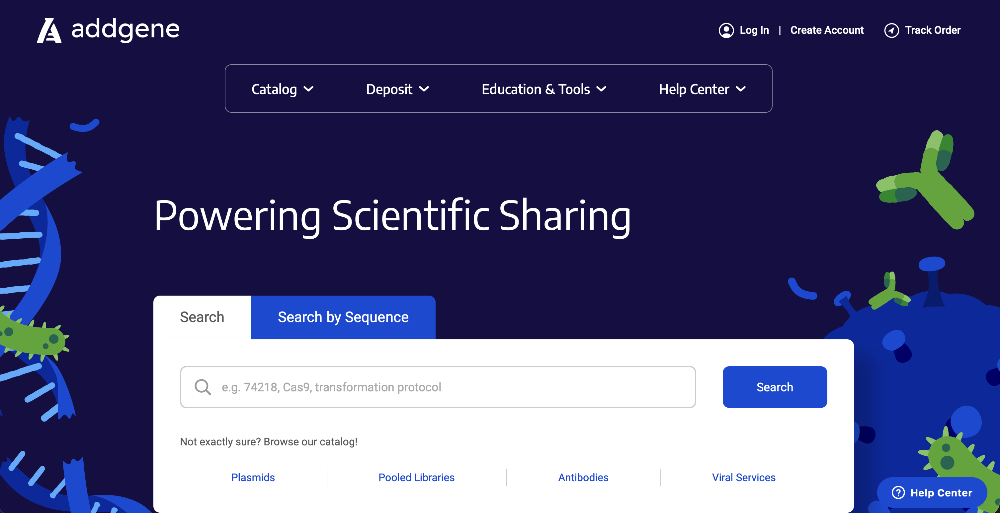 addgene
Log In | Create Account Track Order
Catalog Deposit Education & Tools Help Center
Powering Scientific Sharing
Search Search by Sequence
e.g. 74218, Cas9, transformation protocol Search
Not exactly sure? Browse our catalog!
Plasmids Pooled Libraries Antibodies Viral Services
? Help Center